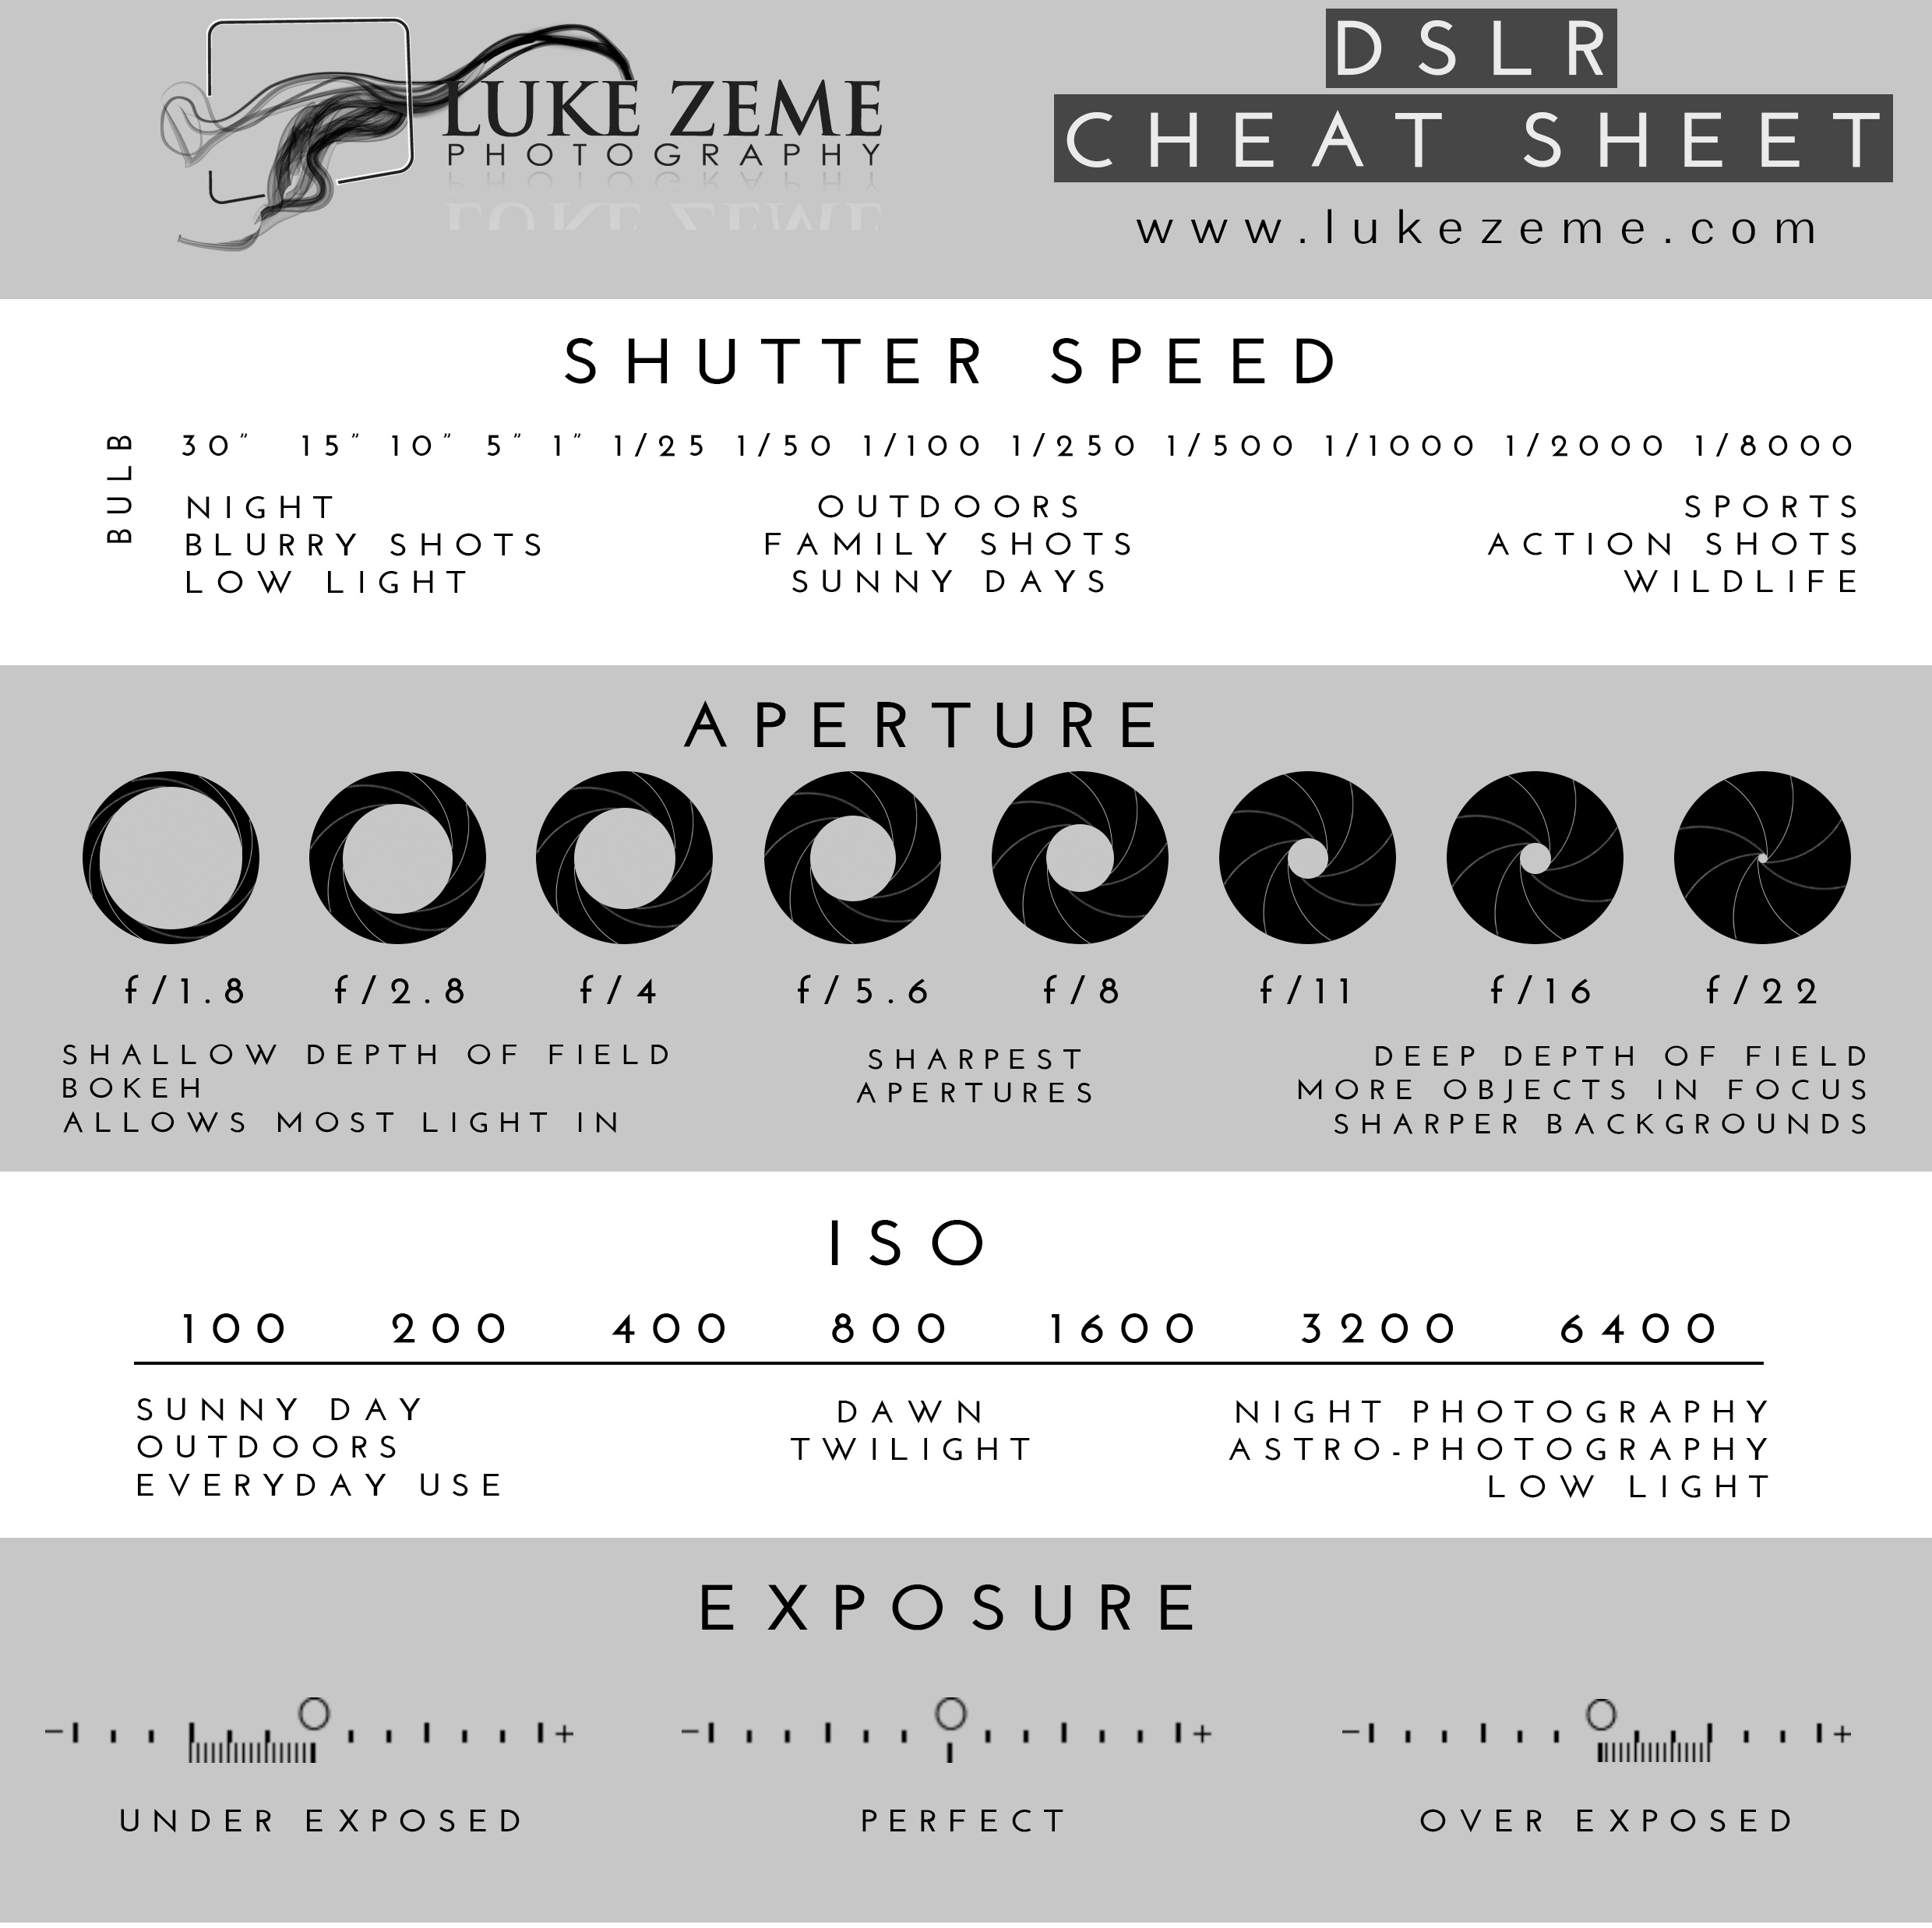 LUKE ZEME
PHOTOGRAPHY
DSLR
CHEAT SHEET
www.lukezeme.com
SHUTTER SPEED
BULB
30” 15” 10” 5” 1” 1/25 1/50 1/100 1/250 1/500 1/1000 1/2000 1/8000
NIGHT
BLURRY SHOTS
LOW LIGHT
OUTDOORS
FAMILY SHOTS
SUNNY DAYS
SPORTS
ACTION SHOTS
WILDLIFE
APERTURE
f/1.8 f/2.8 f/4 f/5.6 f/8 f/11 f/16 f/22
SHALLOW DEPTH OF FIELD
BOKEH
ALLOWS MOST LIGHT IN
SHARPEST
APERTURES
DEEP DEPTH OF FIELD
MORE OBJECTS IN FOCUS
SHARPER BACKGROUNDS
ISO
100 200 400 800 1600 3200 6400
SUNNY DAY
OUTDOORS
EVERYDAY USE
DAWN
TWILIGHT
NIGHT PHOTOGRAPHY
ASTRO-PHOTOGRAPHY
LOW LIGHT
EXPOSURE
− O +
− O +
− O +
UNDER EXPOSED
PERFECT
OVER EXPOSED